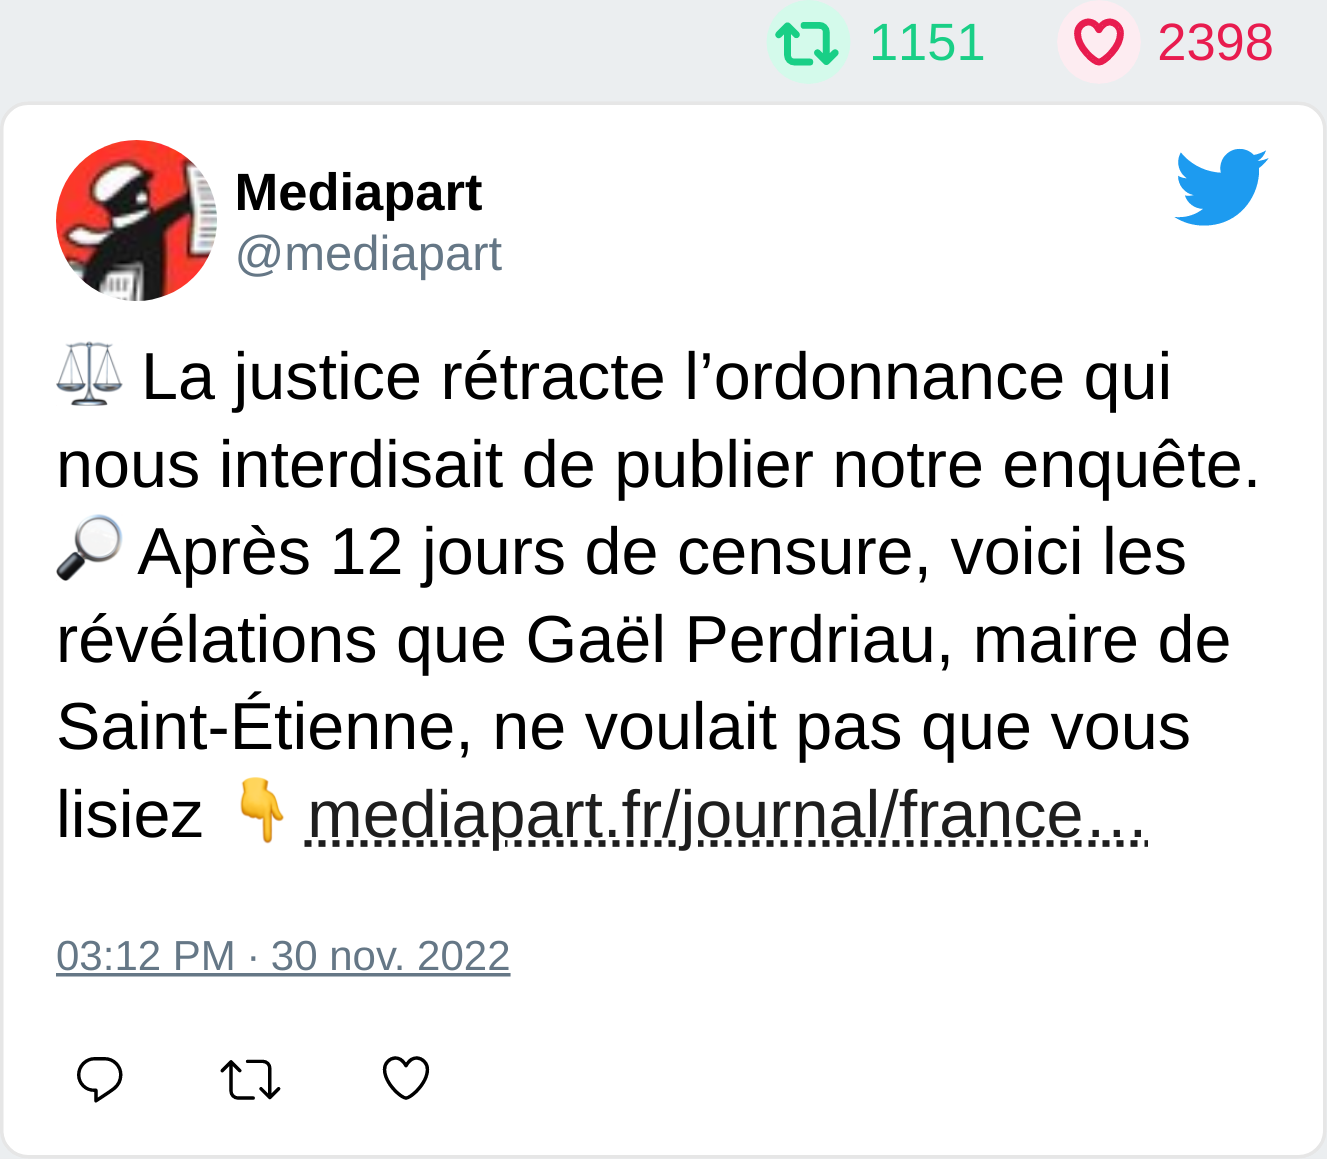 1151 2398
Mediapart
@mediapart
⚖️ La justice rétracte l’ordonnance qui
nous interdisait de publier notre enquête.
🔎 Après 12 jours de censure, voici les
révélations que Gaël Perdriau, maire de
Saint-Étienne, ne voulait pas que vous
lisiez 👇 mediapart.fr/journal/france…
03:12 PM · 30 nov. 2022